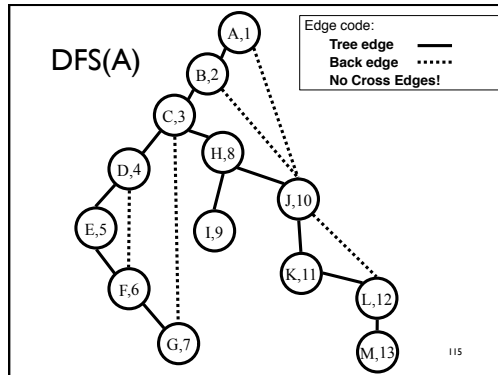 DFS(A)
Edge code:
Tree edge
Back edge
No Cross Edges!
A,1
B,2
C,3
H,8
D,4
J,10
E,5
I,9
K,11
F,6
L,12
G,7
M,13
115